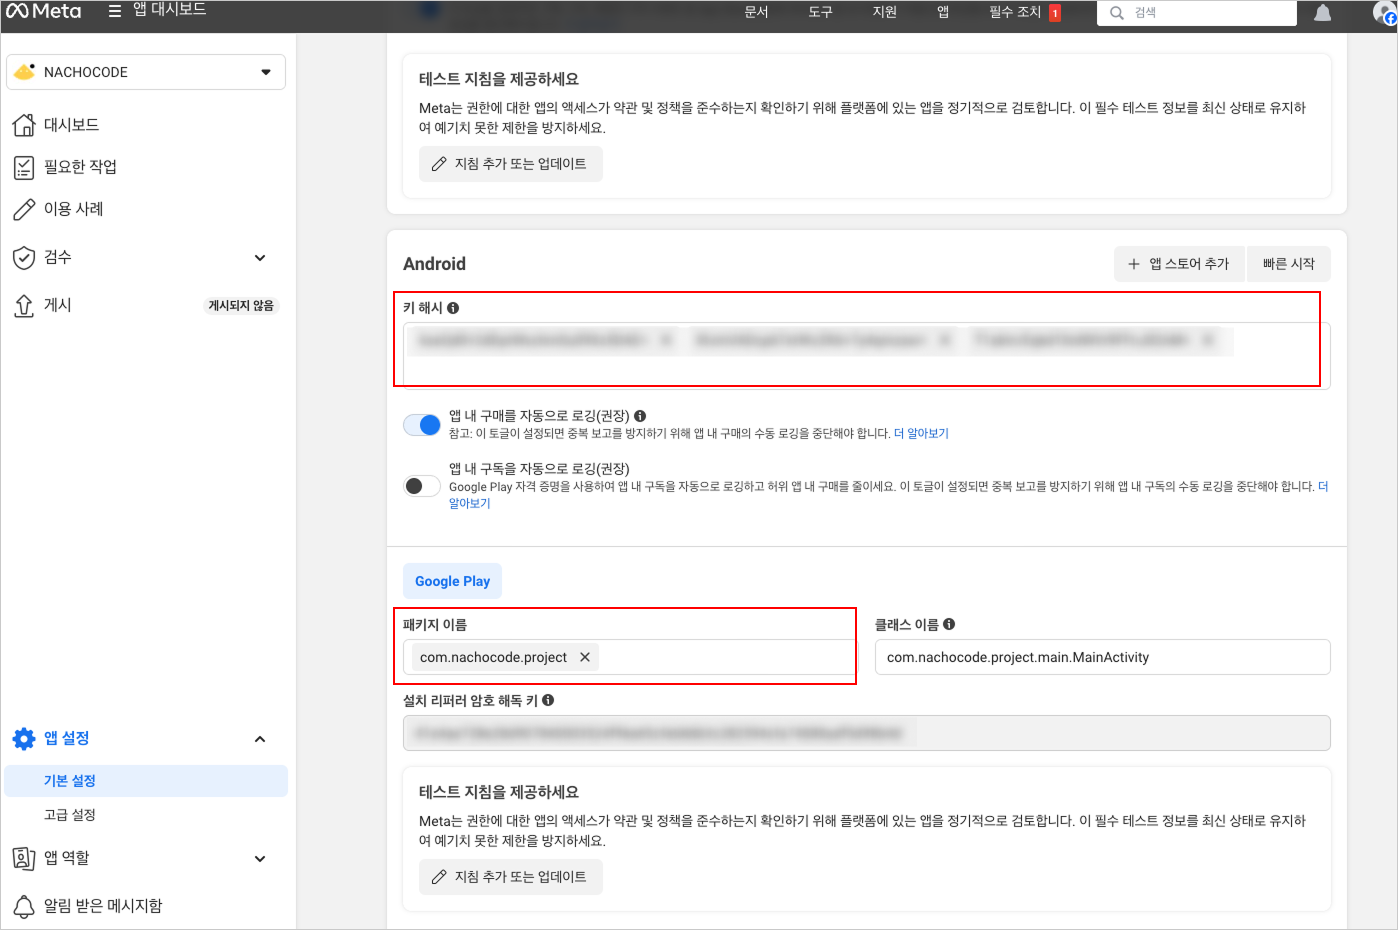 Meta
앱 대시보드
문서
도구
지원
앱
필수 조치 1
검색
NACHOCODE
대시보드
필요한 작업
이용 사례
검수
게시
게시되지 않음
앱 설정
기본 설정
고급 설정
앱 역할
알림 받은 메시지함
테스트 지침을 제공하세요
Meta는 권한에 대한 앱의 액세스가 약관 및 정책을 준수하는지 확인하기 위해 플랫폼에 있는 앱을 정기적으로 검토합니다. 이 필수 테스트 정보를 최신 상태로 유지하
여 예기치 못한 제한을 방지하세요.
지침 추가 또는 업데이트
Android
앱 스토어 추가
빠른 시작
키 해시
앱 내 구매를 자동으로 로깅(권장)
참고: 이 토글이 설정되면 중복 보고를 방지하기 위해 앱 내 구매의 수동 로깅을 중단해야 합니다. 더 알아보기
앱 내 구독을 자동으로 로깅(권장)
Google Play 자격 증명을 사용하여 앱 내 구독을 자동으로 로깅하고 허위 앱 내 구매를 줄이세요. 이 토글이 설정되면 중복 보고를 방지하기 위해 앱 내 구독의 수동 로깅을 중단해야 합니다. 더
알아보기
Google Play
패키지 이름
com.nachocode.project
클래스 이름
com.nachocode.project.main.MainActivity
설치 리퍼러 암호 해독 키
테스트 지침을 제공하세요
Meta는 권한에 대한 앱의 액세스가 약관 및 정책을 준수하는지 확인하기 위해 플랫폼에 있는 앱을 정기적으로 검토합니다. 이 필수 테스트 정보를 최신 상태로 유지하
여 예기치 못한 제한을 방지하세요.
지침 추가 또는 업데이트